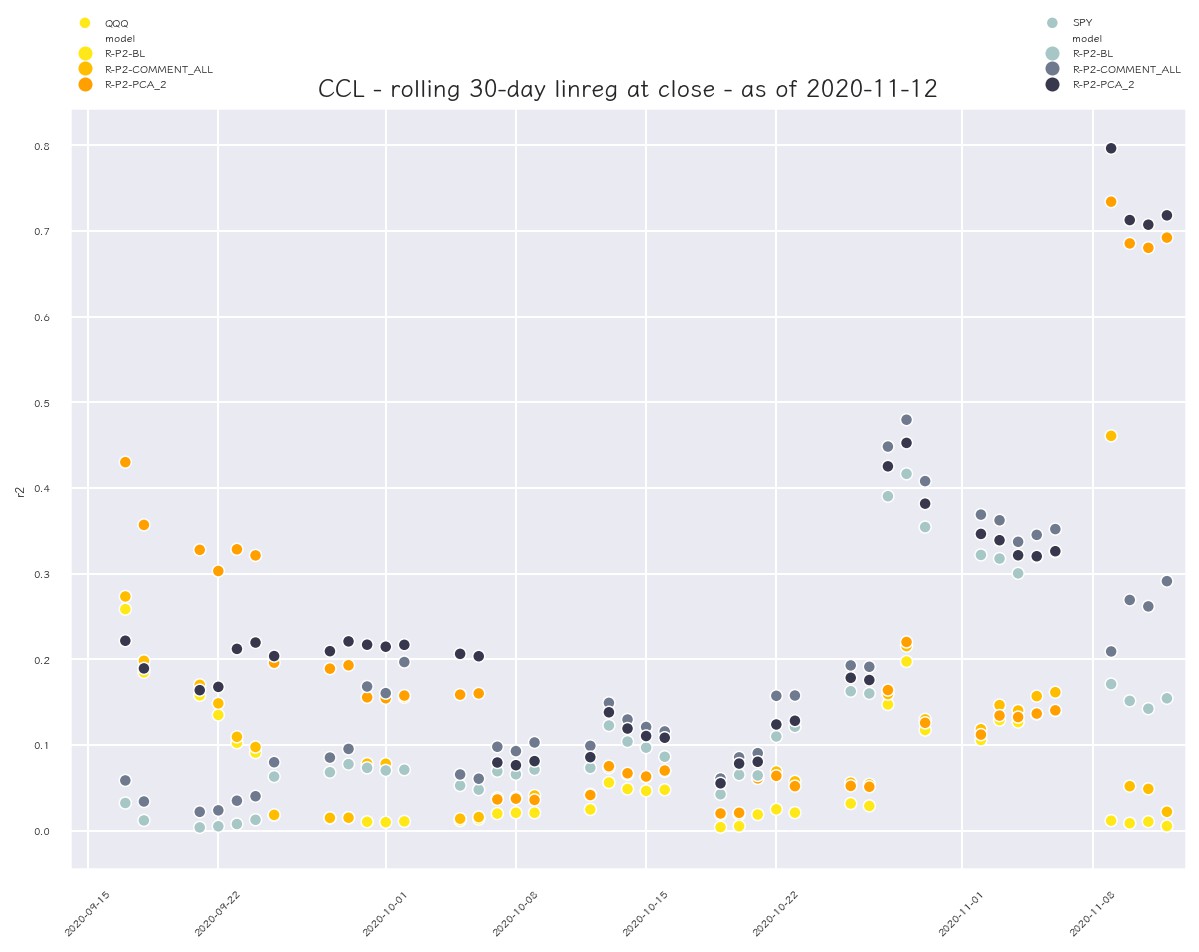 QQQ
model
R-P2-BL
R-P2-COMMENT_ALL
R-P2-PCA_2
SPY
model
R-P2-BL
R-P2-COMMENT_ALL
R-P2-PCA_2
CCL - rolling 30-day linreg at close - as of 2020-11-12
0.8
0.7
0.6
0.5
0.4
0.3
0.2
0.1
0.0
r2
2020-09-15
2020-09-22
2020-10-01
2020-10-08
2020-10-15
2020-10-22
2020-11-01
2020-11-08